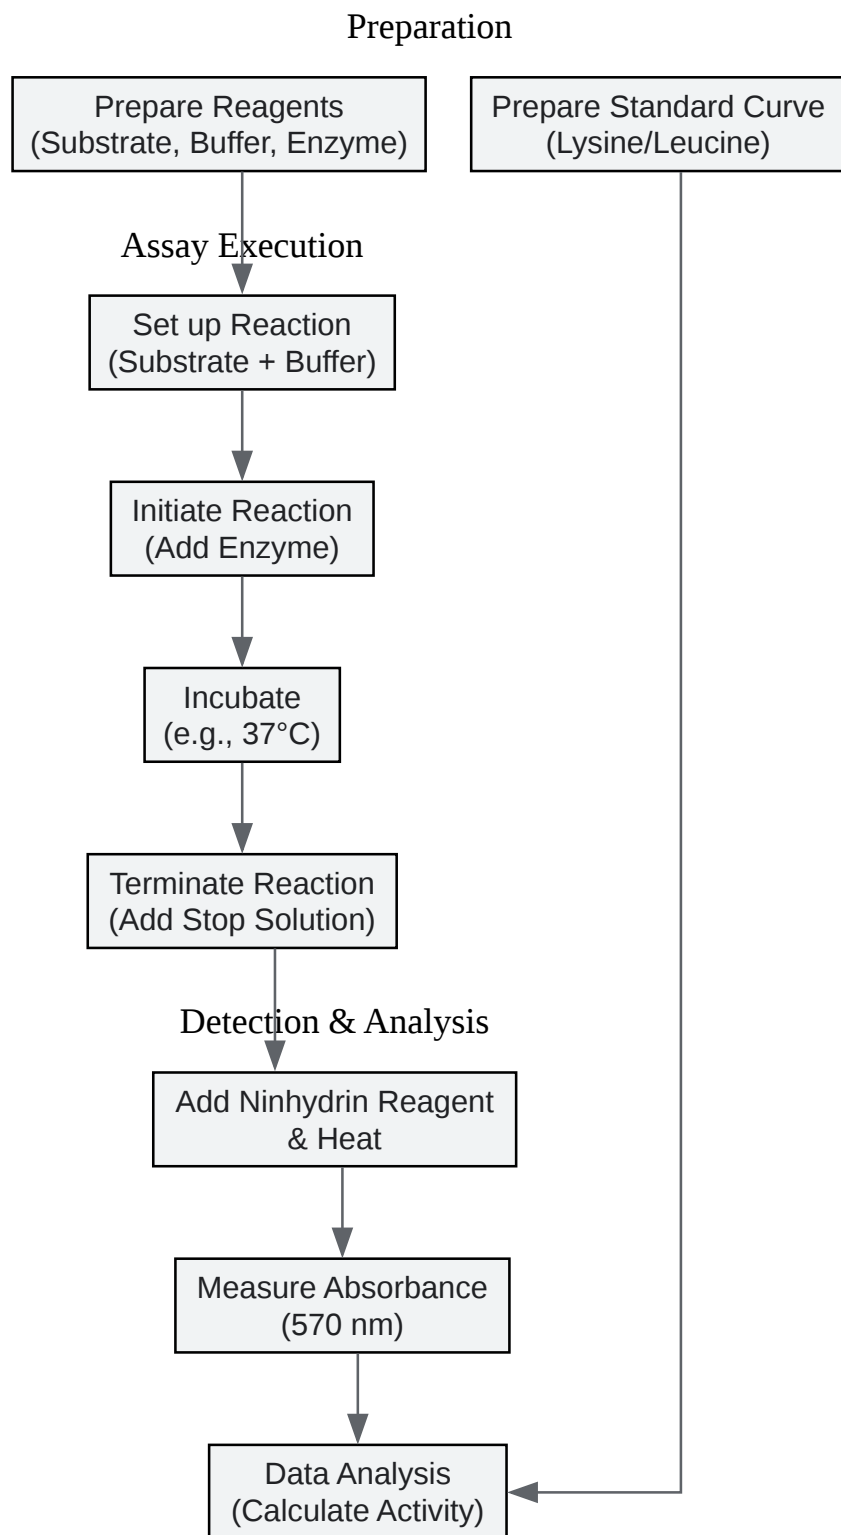 Preparation
Prepare Reagents
(Substrate, Buffer, Enzyme)
Prepare Standard Curve
(Lysine/Leucine)
Assay Execution
Set up Reaction
(Substrate + Buffer)
Initiate Reaction
(Add Enzyme)
Incubate
(e.g., 37°C)
Terminate Reaction
(Add Stop Solution)
Detection & Analysis
Add Ninhydrin Reagent
& Heat
Measure Absorbance
(570 nm)
Data Analysis
(Calculate Activity)